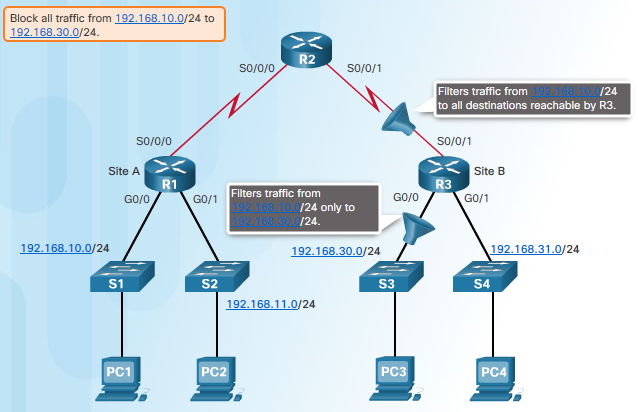 Block all traffic from 192.168.10.0/24 to
192.168.30.0/24.
R2
S0/0/0
S0/0/1
Filters traffic from 192.168.10.0/24
to all destinations reachable by R3.
S0/0/0
S0/0/1
Site A
R1
Site B
R3
G0/0
G0/1
Filters traffic from
192.168.10.0/24 only to
192.168.30.0/24.
G0/0
G0/1
192.168.10.0/24
192.168.30.0/24
192.168.31.0/24
S1
S2
S3
S4
192.168.11.0/24
PC1
PC2
PC3
PC4